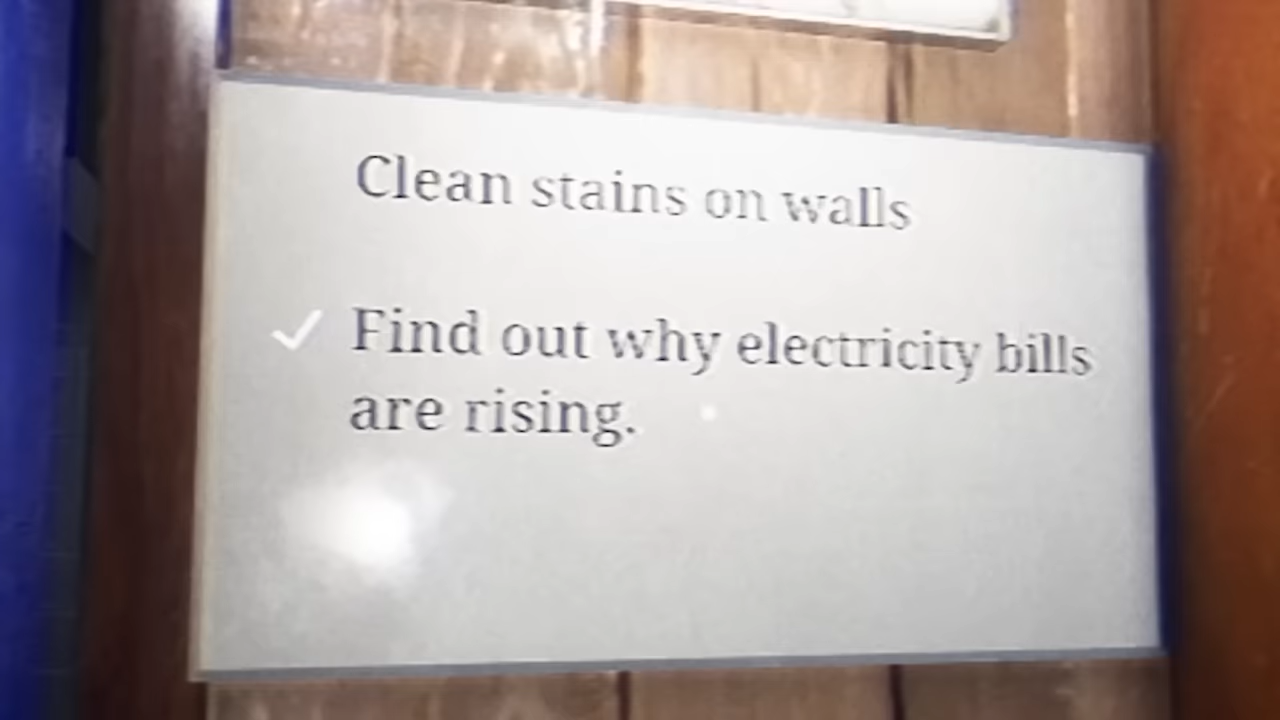 Clean stains on walls
✓ Find out why electricity bills
are rising.